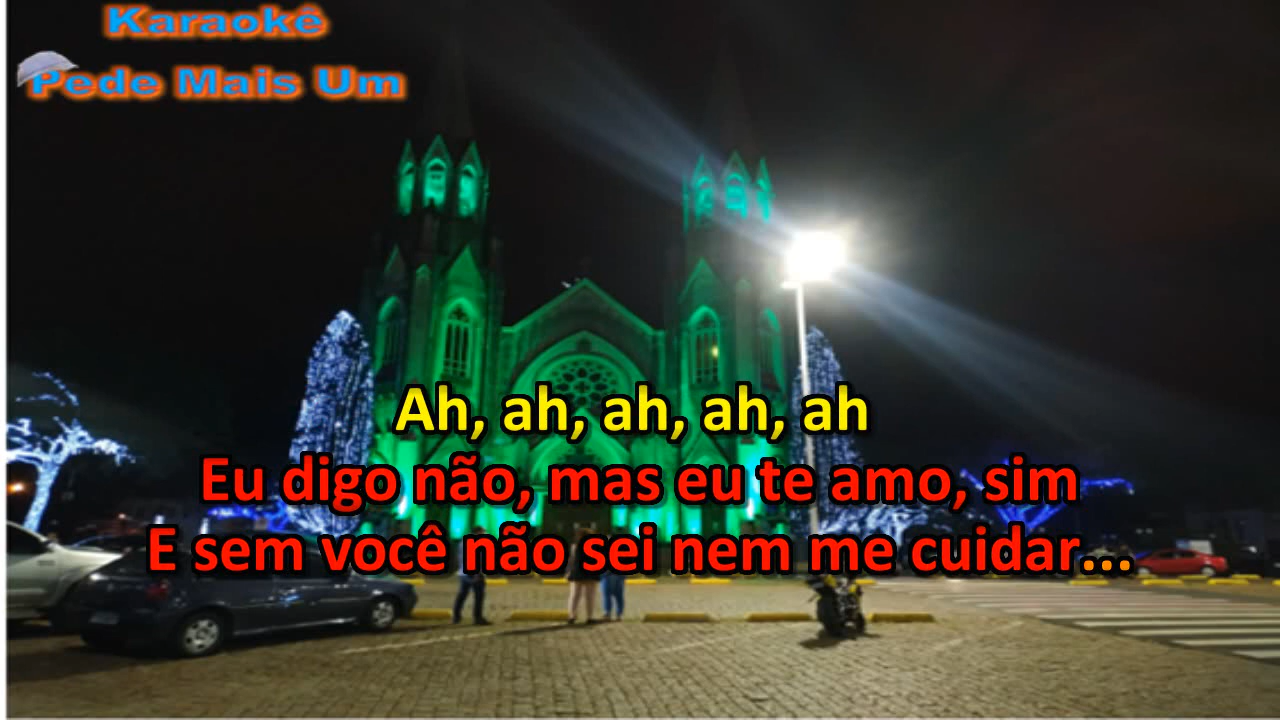 Karaokê
Pede Mais Um
Ah, ah, ah, ah, ah
Eu digo não, mas eu te amo, sim
E sem você não sei nem me cuidar...